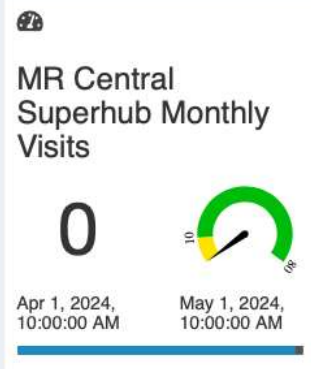 MR Central
Superhub Monthly
Visits
0
10
80
Apr 1, 2024,
10:00:00 AM
May 1, 2024,
10:00:00 AM